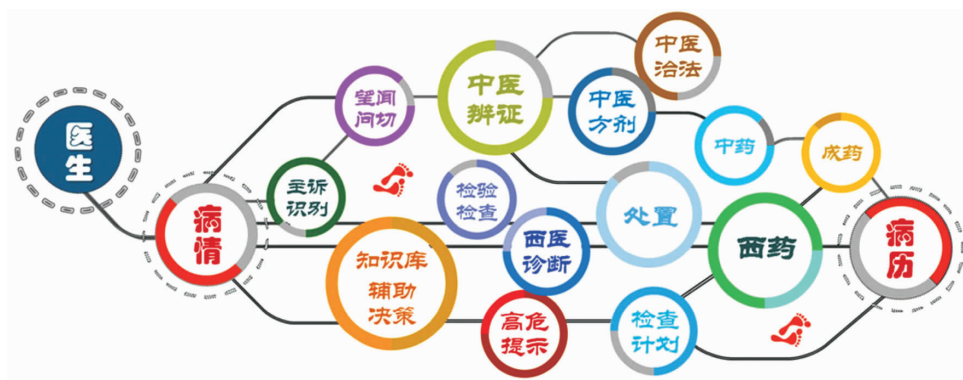 医
生
病
情
主诉
识别
望闻
问切
中医
辨证
中医
治法
中医
方剂
中药
成药
检验
检查
处置
知识库
辅助
决策
西医
诊断
西药
高危
提示
检查
计划
病
历